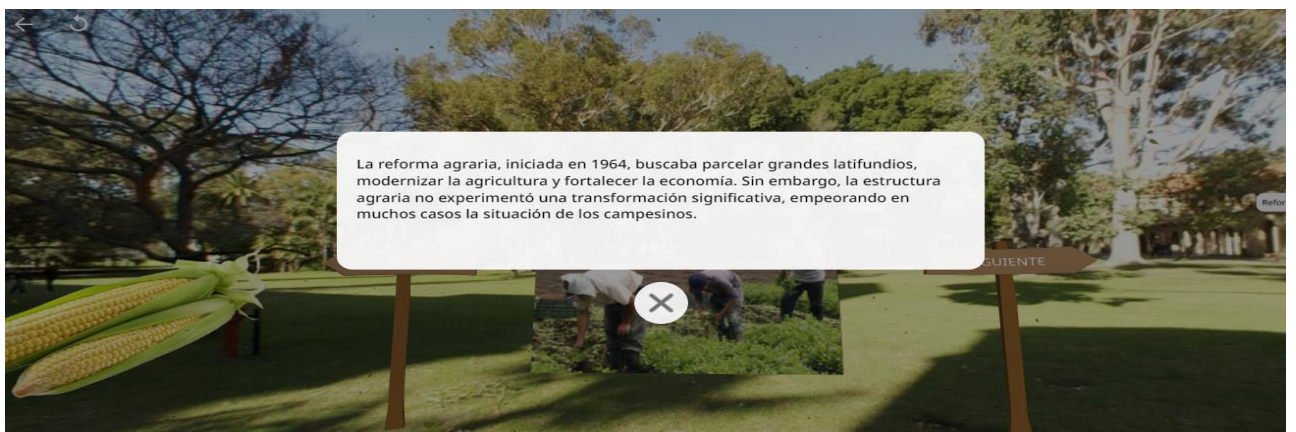 La reforma agraria, iniciada en 1964, buscaba parcelar grandes latifundios,
modernizar la agricultura y fortalecer la economía. Sin embargo, la estructura
agraria no experimentó una transformación significativa, empeorando en
muchos casos la situación de los campesinos.
Refor
GUIENTE